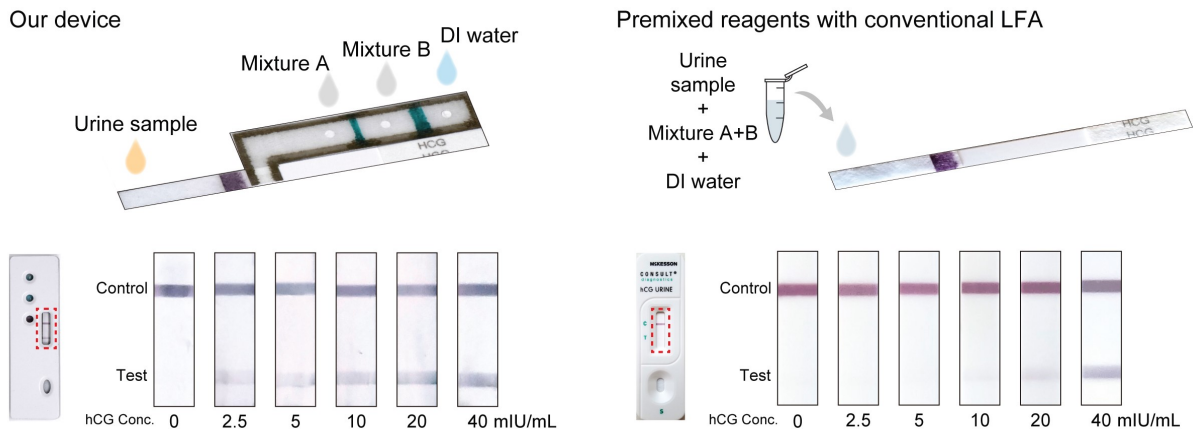 Our device
Mixture A
Mixture B
DI water
Urine sample
HCG
Control
Test
hCG Conc. 0 2.5 5 10 20 40 mIU/mL
Premixed reagents with conventional LFA
Urine
sample
+
Mixture A+B
+
DI water
HCG
HCG
McKESSON
CONSULT
diagnostics
hCG URINE
C
T
S
Control
Test
hCG Conc. 0 2.5 5 10 20 40 mIU/mL